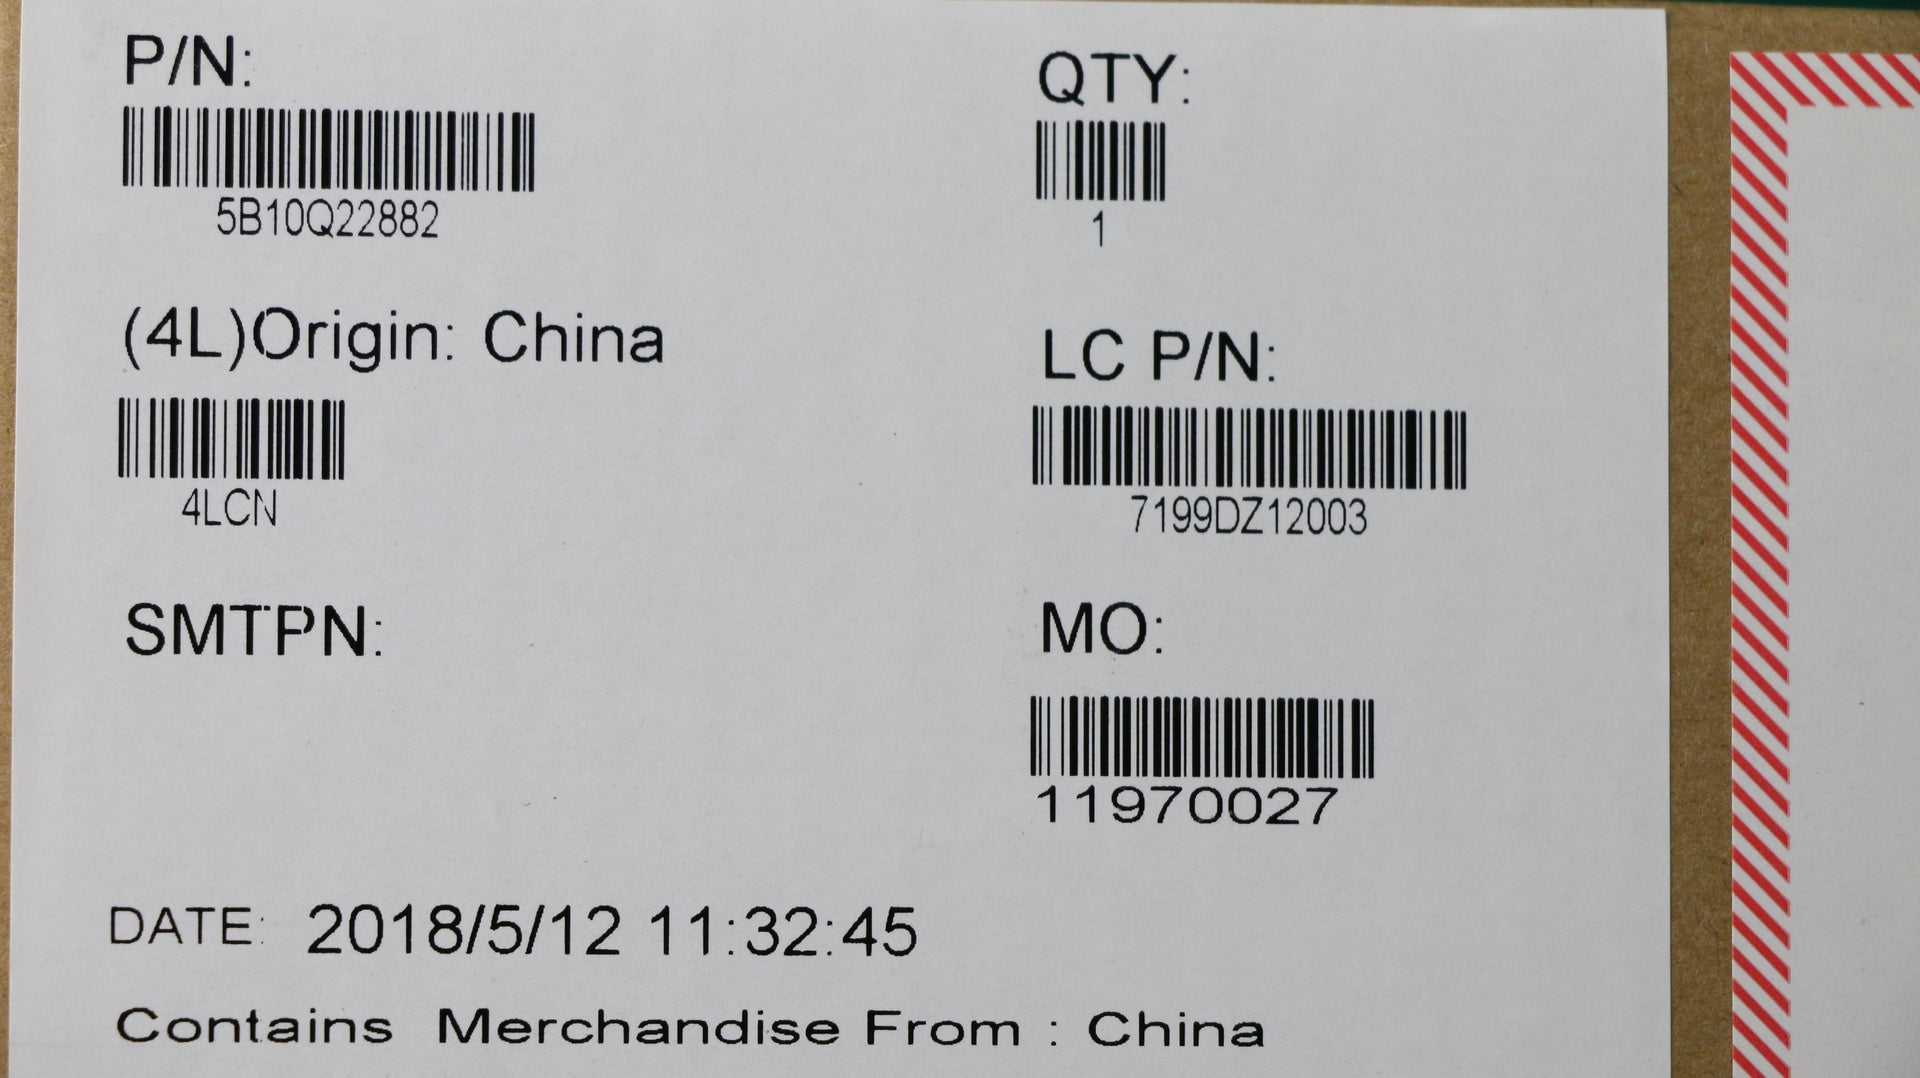 P/N:
5B10Q22882
QTY:
1
(4L)Origin: China
4LCN
LC P/N:
7199DZ12003
SMTPN:
MO:
11970027
DATE: 2018/5/12 11:32:45
Contains Merchandise From : China